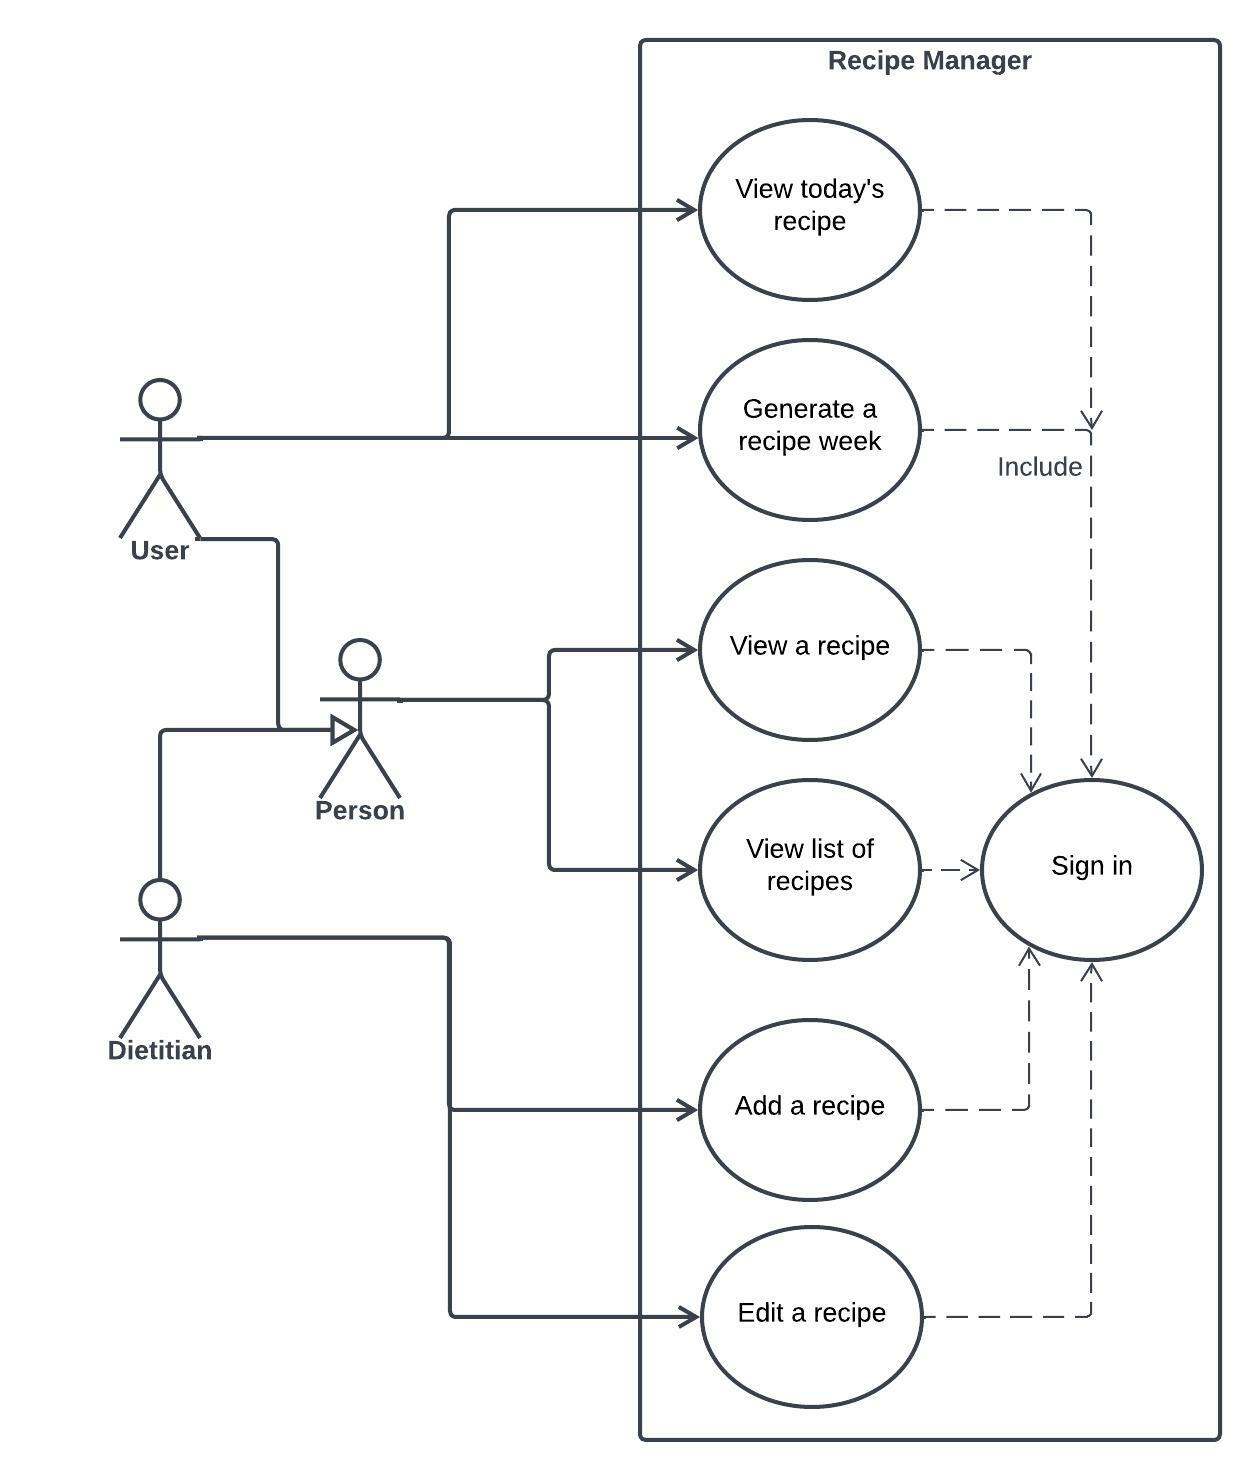 Recipe Manager
View today's
recipe
Generate a
recipe week
Include
User
View a recipe
Person
View list of
recipes
Sign in
Dietitian
Add a recipe
Edit a recipe